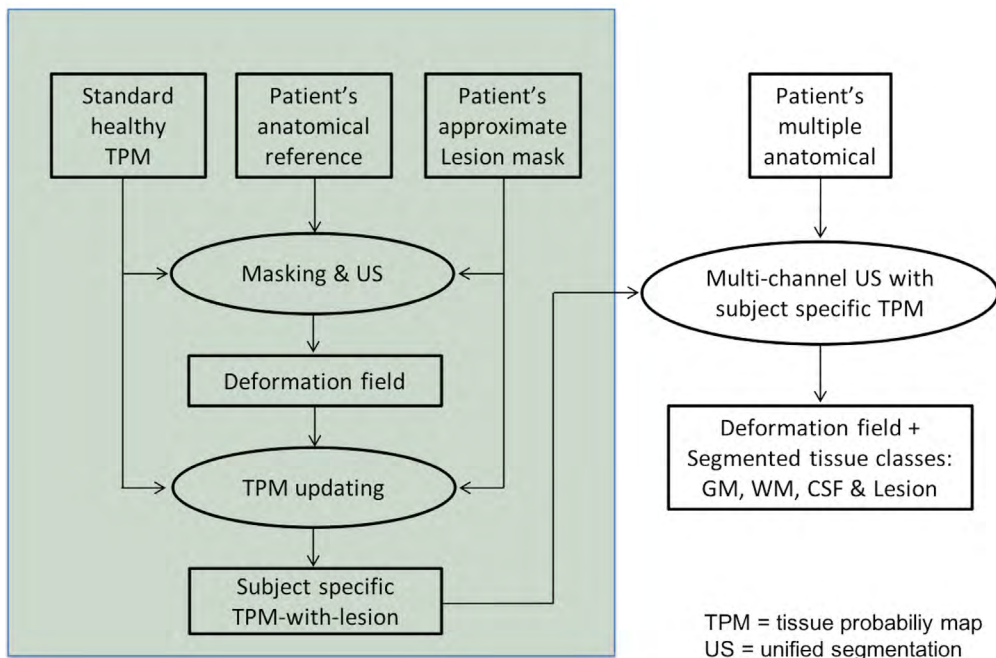 Standard
healthy
TPM
Patient's
anatomical
reference
Patient's
approximate
Lesion mask
Patient's
multiple
anatomical
Masking & US
Multi-channel US with
subject specific TPM
Deformation field
Deformation field +
Segmented tissue classes:
GM, WM, CSF & Lesion
TPM updating
Subject specific
TPM-with-lesion
TPM = tissue probabiliy map
US = unified segmentation